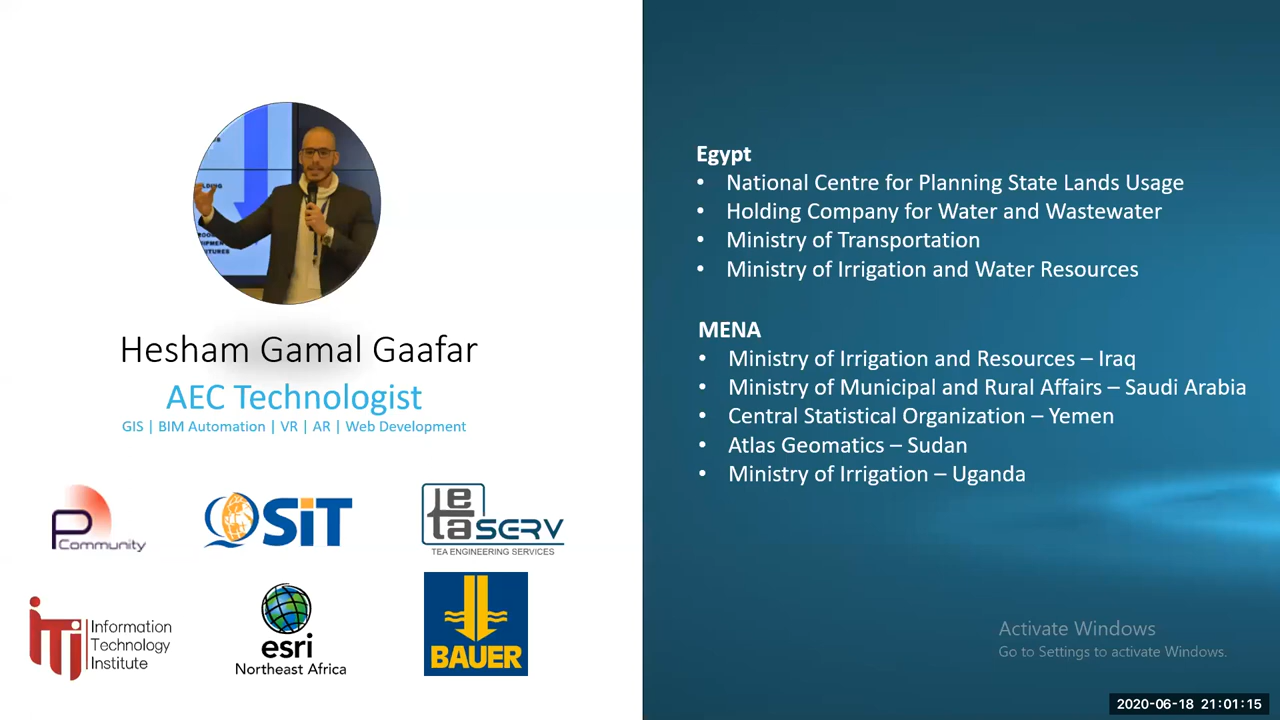 Hesham Gamal Gaafar
AEC Technologist
GIS | BIM Automation | VR | AR | Web Development
P Community
QSiT
teta SERV
TEA ENGINEERING SERVICES
iTi
Information
Technology
Institute
esri
Northeast Africa
BAUER
Egypt
• National Centre for Planning State Lands Usage
• Holding Company for Water and Wastewater
• Ministry of Transportation
• Ministry of Irrigation and Water Resources
MENA
• Ministry of Irrigation and Resources – Iraq
• Ministry of Municipal and Rural Affairs – Saudi Arabia
• Central Statistical Organization – Yemen
• Atlas Geomatics – Sudan
• Ministry of Irrigation – Uganda
Activate Windows
Go to Settings to activate Windows.
2020-06-18 21:01:15